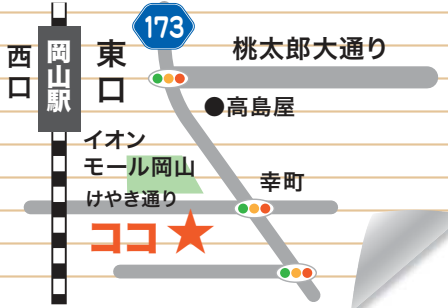 173
西口
岡山駅
東口
桃太郎大通り
●高島屋
イオン
モール岡山
けやき通り
幸町
ココ★